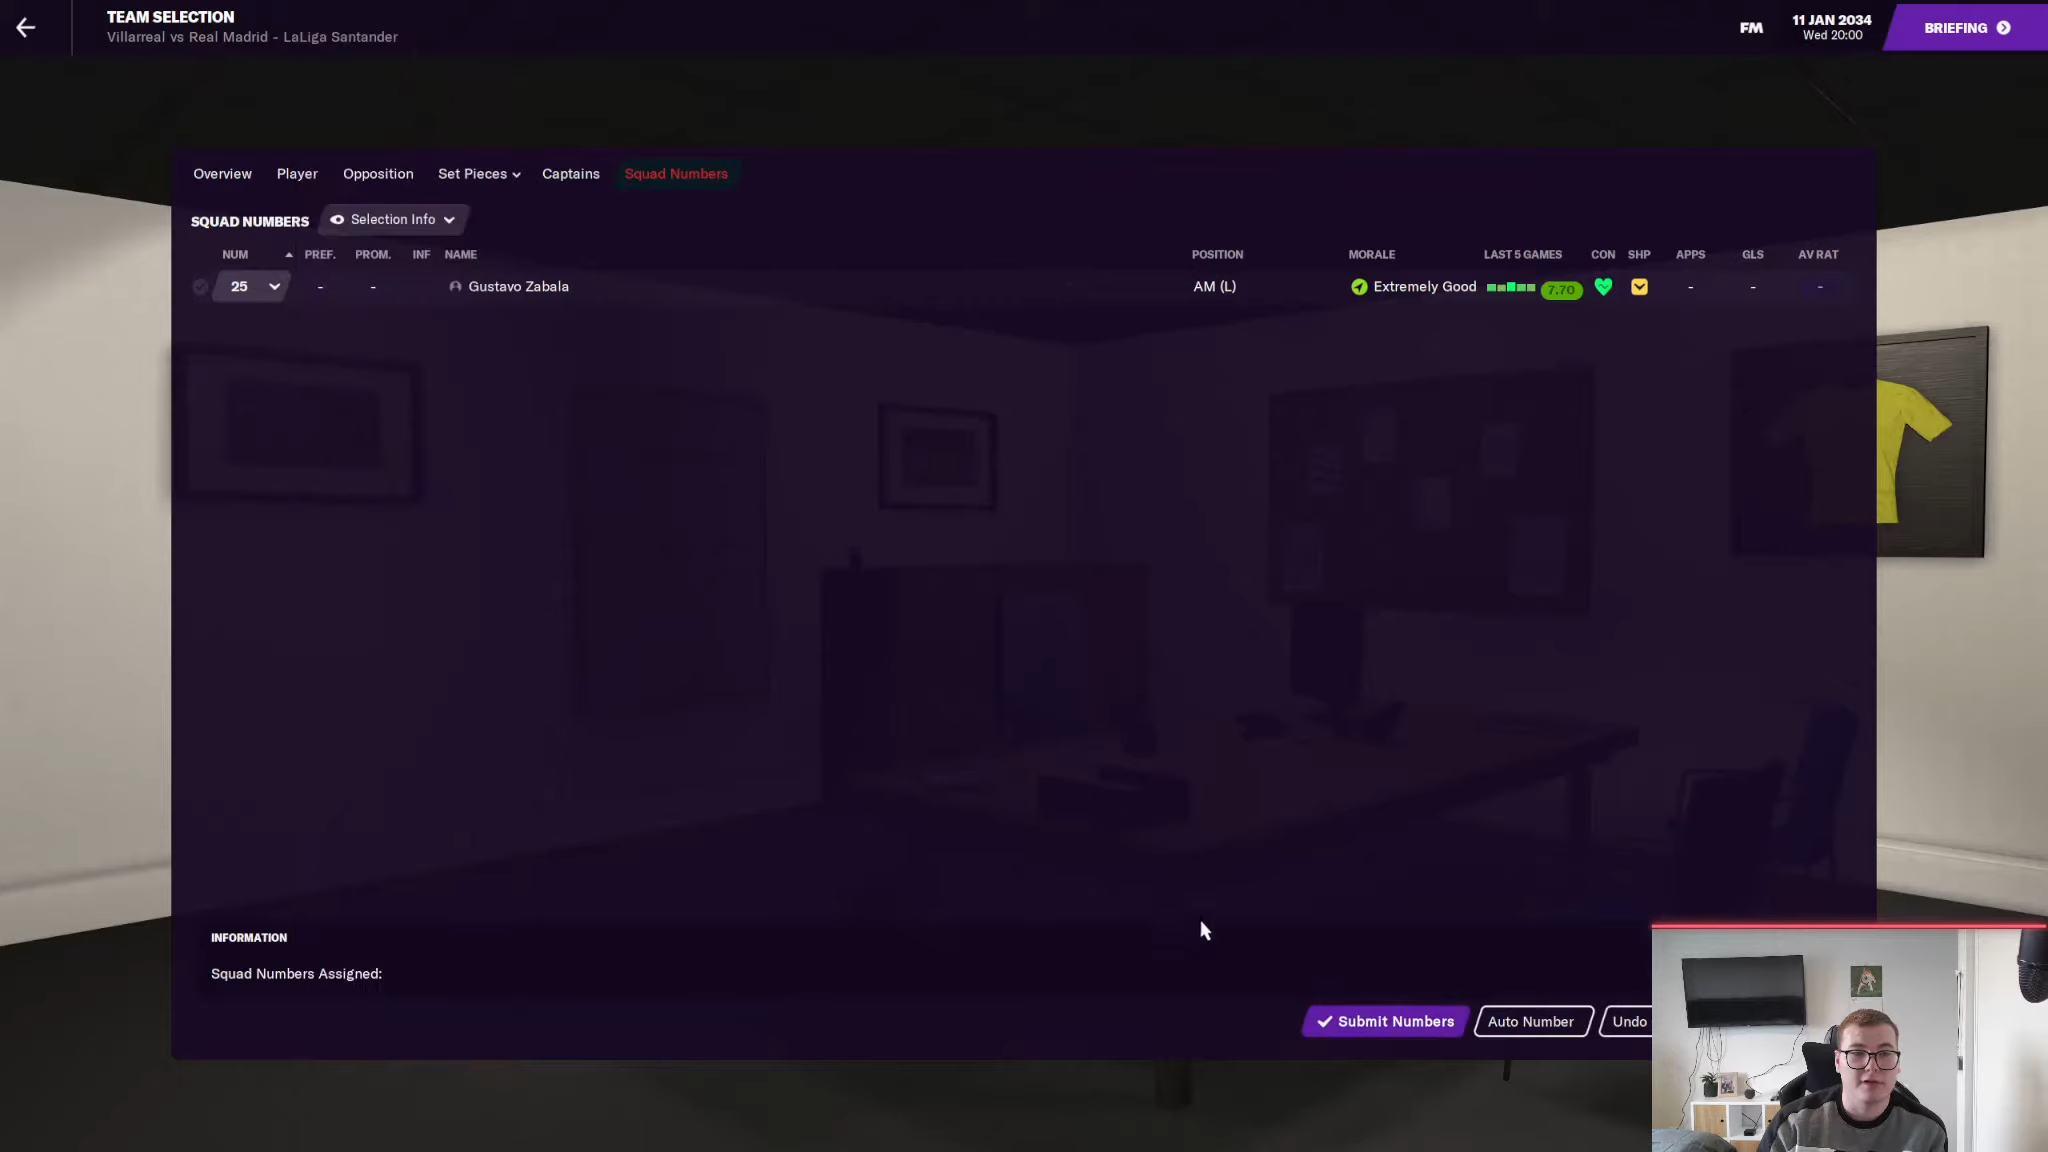 TEAM SELECTION
Villarreal vs Real Madrid - LaLiga Santander
FM
11 JAN 2034
Wed 20:00
BRIEFING
Overview
Player
Opposition
Set Pieces
Captains
Squad Numbers
SQUAD NUMBERS
Selection Info
NUM PREF. PROM. INF NAME POSITION MORALE LAST 5 GAMES CON SHP APPS GLS AV RAT
25 - - Gustavo Zabala AM (L) Extremely Good 7.70 - - -
INFORMATION
Squad Numbers Assigned:
Submit Numbers
Auto Number
Undo